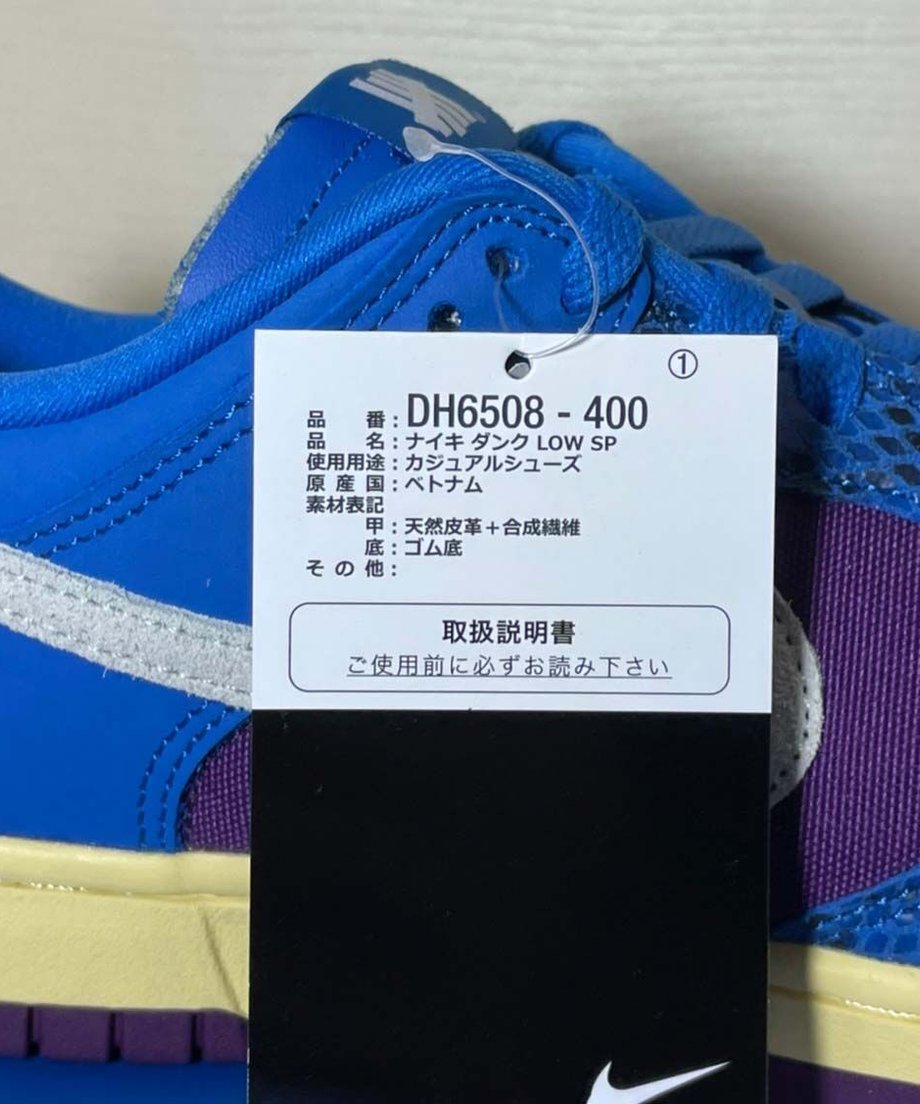 ①
品番：DH6508 - 400
品名：ナイキ ダンク LOW SP
使用用途：カジュアルシューズ
原産国：ベトナム
素材表記
甲：天然皮革＋合成繊維
底：ゴム底
その他：
取扱説明書
ご使用前に必ずお読み下さい